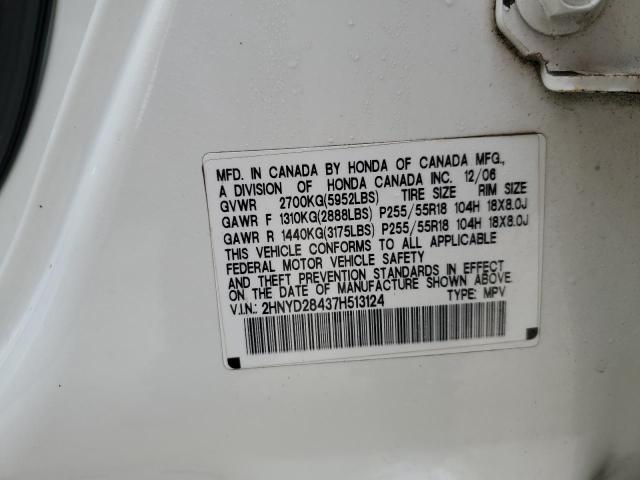 MFD. IN CANADA BY HONDA OF CANADA MFG.,
A DIVISION OF HONDA CANADA INC. 12/06
GVWR 2700KG(5952LBS) TIRE SIZE RIM SIZE
GAWR F 1310KG(2888LBS) P255/55R18 104H 18X8.0J
GAWR R 1440KG(3175LBS) P255/55R18 104H 18X8.0J
THIS VEHICLE CONFORMS TO ALL APPLICABLE
FEDERAL MOTOR VEHICLE SAFETY
AND THEFT PREVENTION STANDARDS IN EFFECT
ON THE DATE OF MANUFACTURE SHOWN ABOVE.
V.I.N.: 2HNYD28437H513124 TYPE: MPV